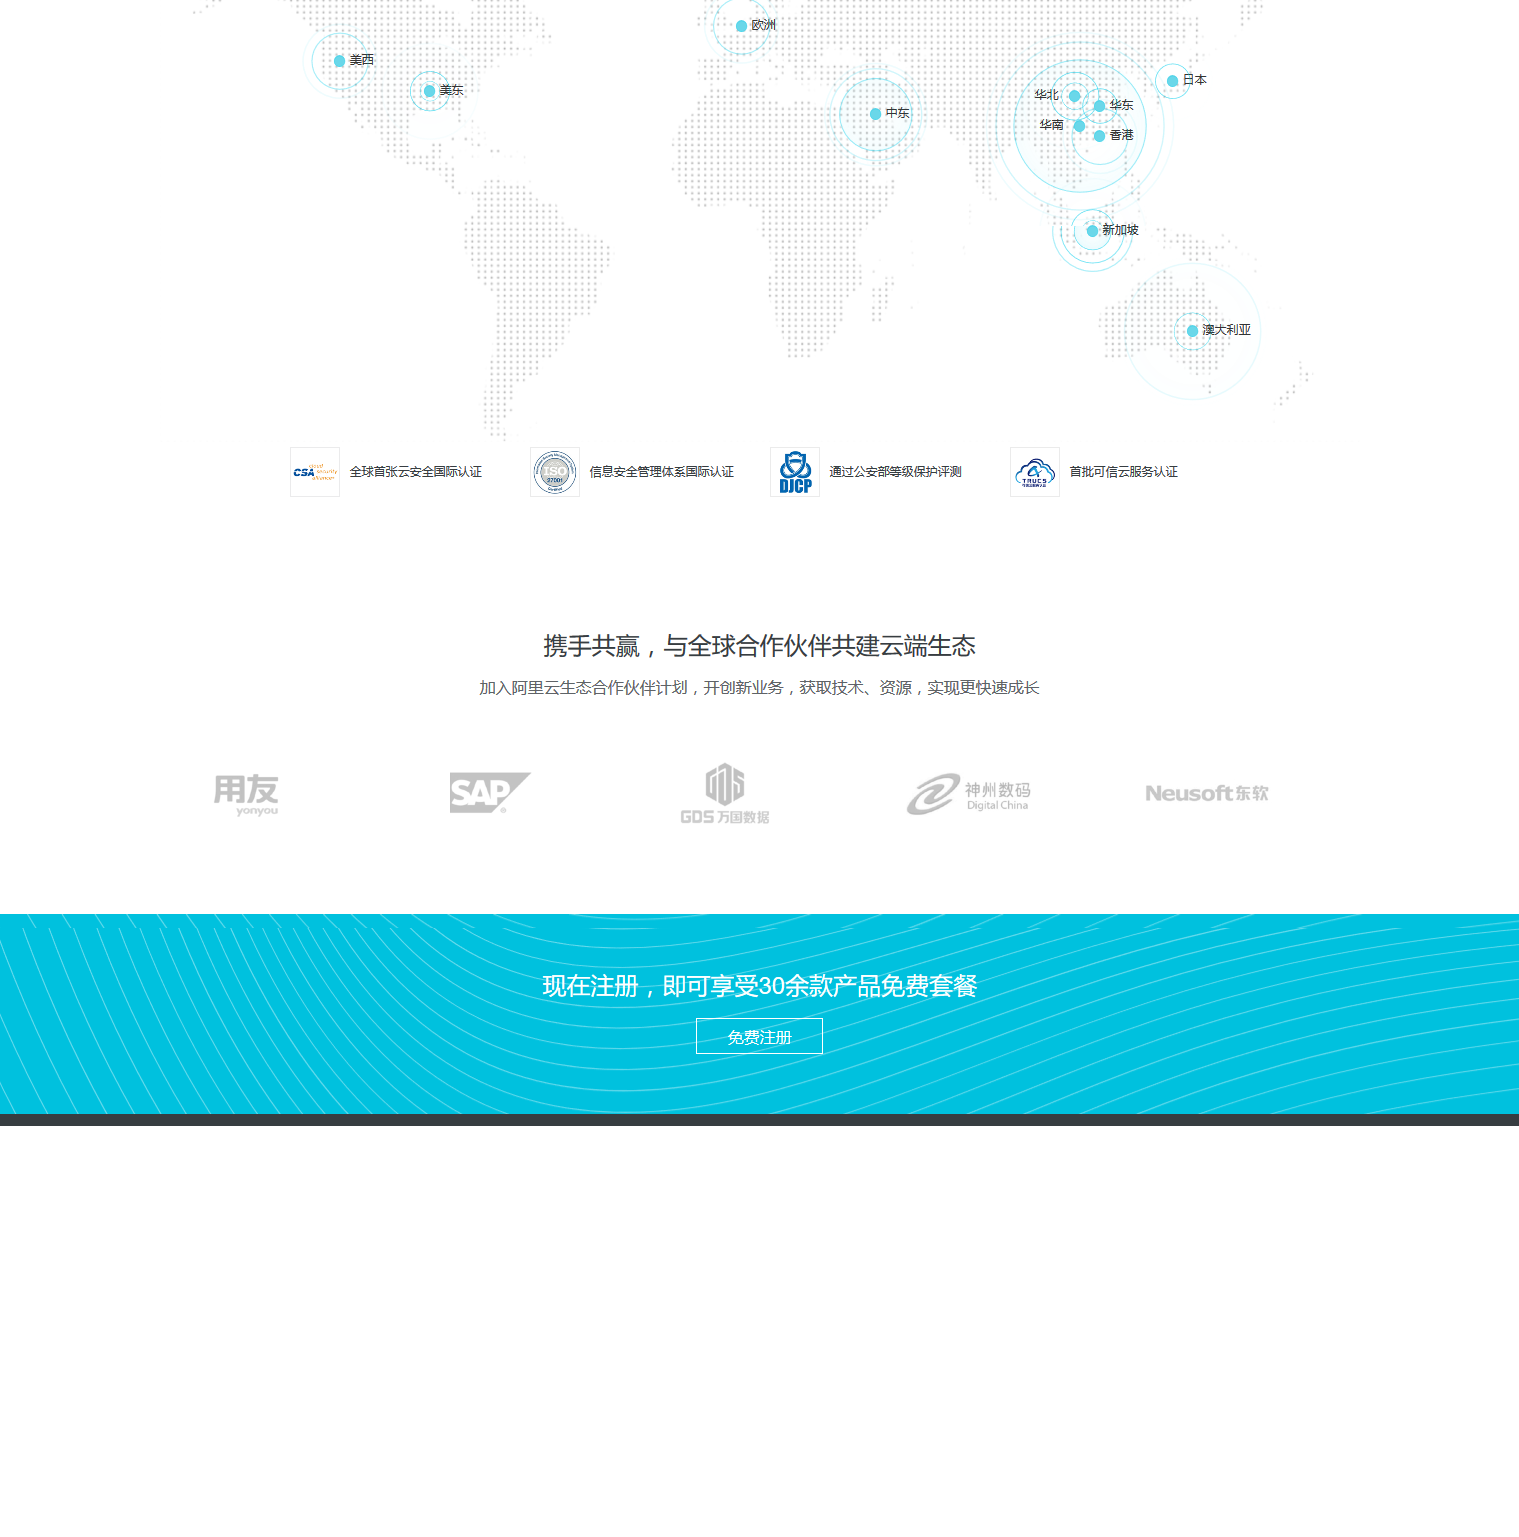 欧洲
美西
日本
美东
华北
华东
中东
华南
香港
新加坡
澳大利亚
CSA cloud security alliance
全球首张云安全国际认证
ISO
27001
信息安全管理体系国际认证
DJCP
通过公安部等级保护评测
TRUCS
首批可信云服务认证
携手共赢，与全球合作伙伴共建云端生态
加入阿里云生态合作伙伴计划，开创新业务，获取技术、资源，实现更快速成长
用友
yonyou
SAP
GDS 万国数据
神州数码
Digital China
Neusoft 东软
现在注册，即可享受30余款产品免费套餐
免费注册